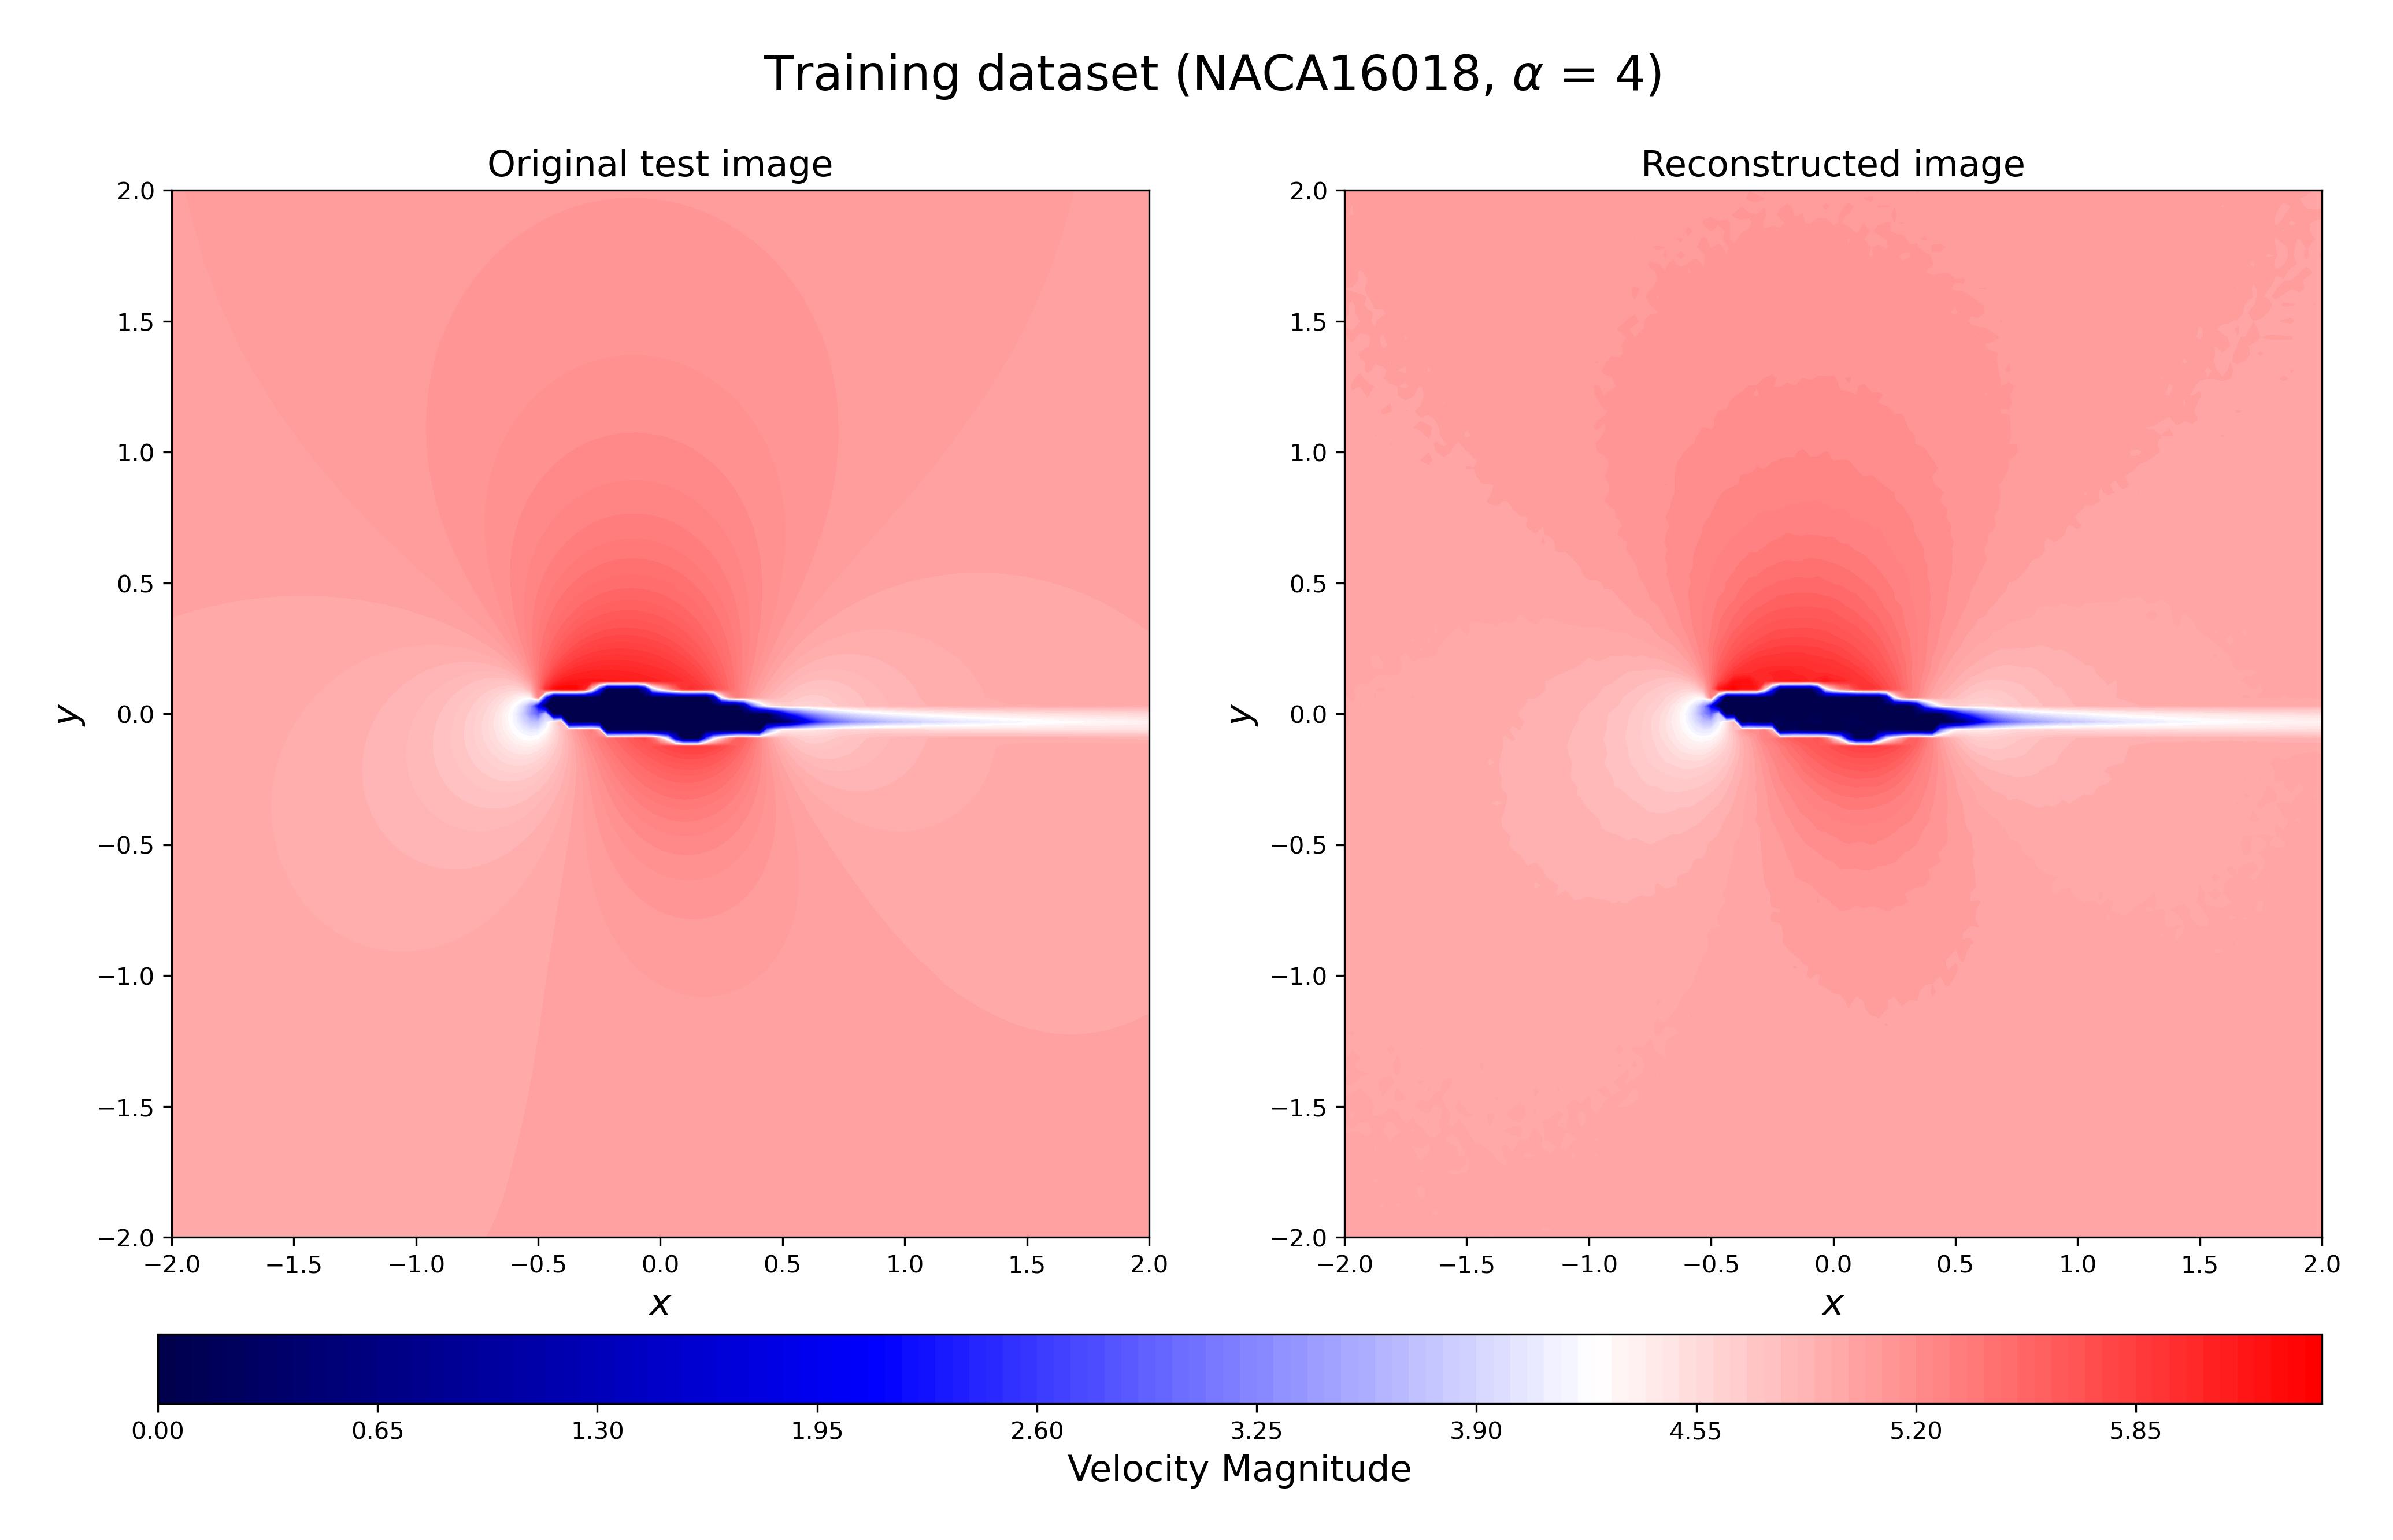 Training dataset (NACA16018, α = 4)
Original test image
Reconstructed image
2.0
1.5
1.0
0.5
0.0
−0.5
−1.0
−1.5
−2.0
y
−2.0 −1.5 −1.0 −0.5 0.0 0.5 1.0 1.5 2.0
x
2.0
1.5
1.0
0.5
0.0
−0.5
−1.0
−1.5
−2.0
y
−2.0 −1.5 −1.0 −0.5 0.0 0.5 1.0 1.5 2.0
x
0.00 0.65 1.30 1.95 2.60 3.25 3.90 4.55 5.20 5.85
Velocity Magnitude